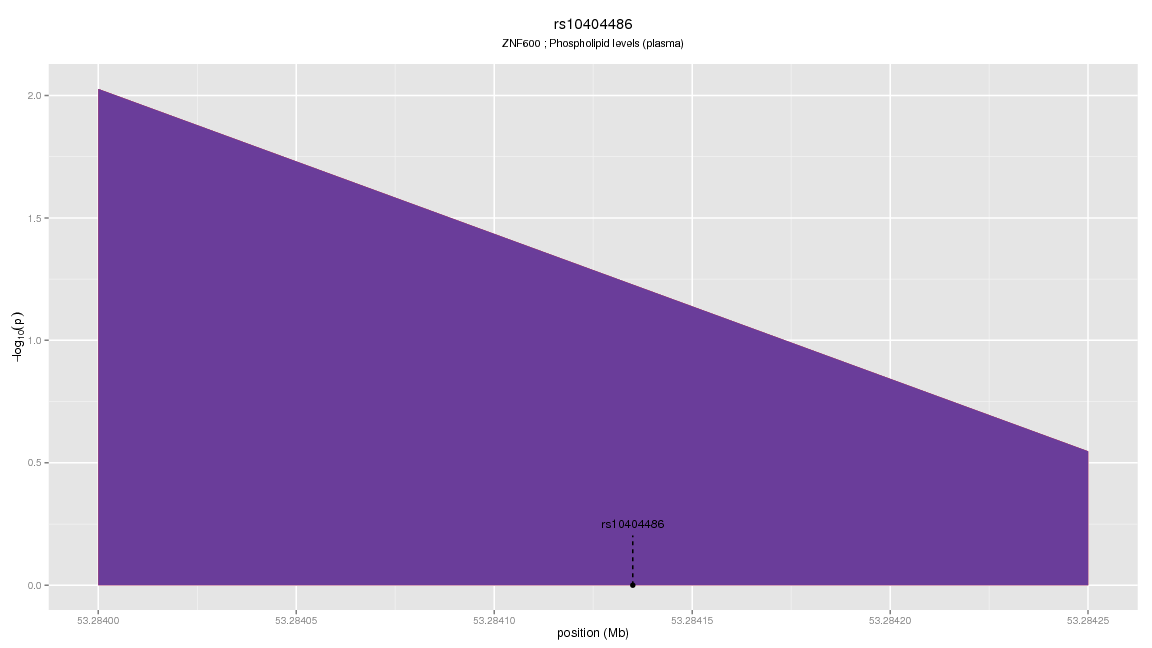 rs10404486
ZNF600 ; Phospholipid levels (plasma)
−log10(p)
2.0
1.5
1.0
0.5
0.0
rs10404486
53.28400 53.28405 53.28410 53.28415 53.28420 53.28425
position (Mb)